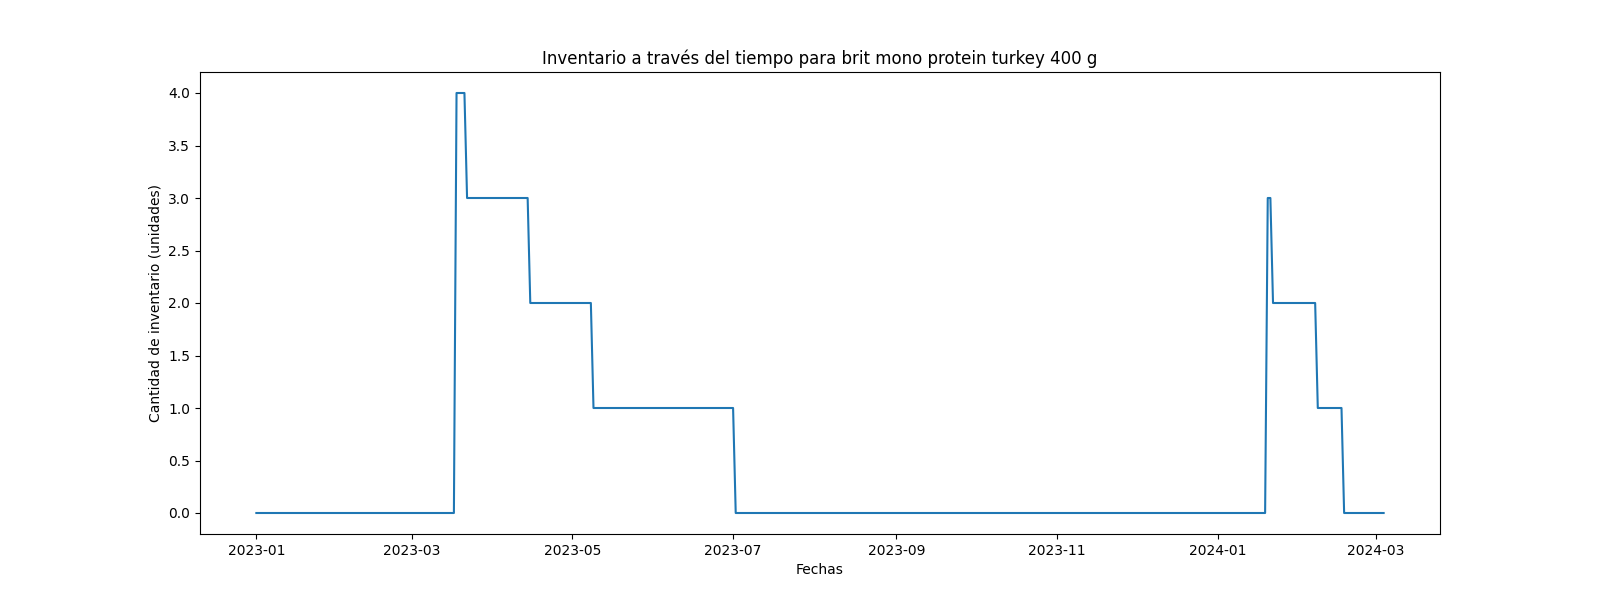 Inventario a través del tiempo para brit mono protein turkey 400 g
Cantidad de inventario (unidades)
4.0
3.5
3.0
2.5
2.0
1.5
1.0
0.5
0.0
2023-01 2023-03 2023-05 2023-07 2023-09 2023-11 2024-01 2024-03
Fechas